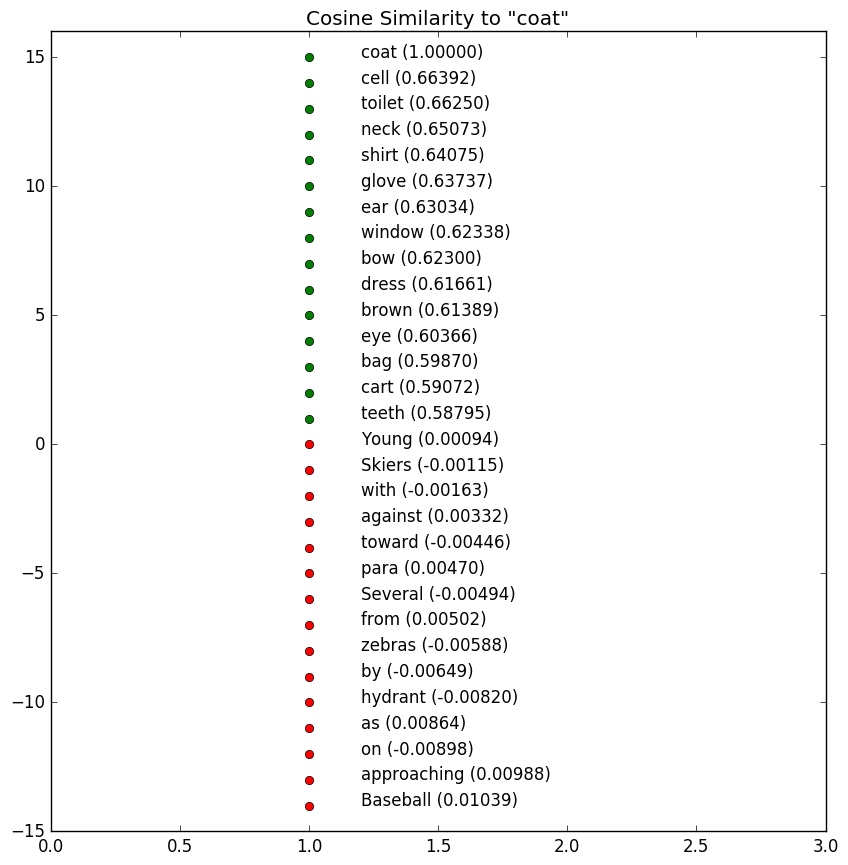 Cosine Similarity to "coat"
15
coat (1.00000)
cell (0.66392)
toilet (0.66250)
neck (0.65073)
shirt (0.64075)
10
glove (0.63737)
ear (0.63034)
window (0.62338)
bow (0.62300)
dress (0.61661)
5
brown (0.61389)
eye (0.60366)
bag (0.59870)
cart (0.59072)
teeth (0.58795)
0
Young (0.00094)
Skiers (-0.00115)
with (-0.00163)
against (0.00332)
toward (-0.00446)
−5
para (0.00470)
Several (-0.00494)
from (0.00502)
zebras (-0.00588)
by (-0.00649)
−10
hydrant (-0.00820)
as (0.00864)
on (-0.00898)
approaching (0.00988)
Baseball (0.01039)
−15
0.0 0.5 1.0 1.5 2.0 2.5 3.0